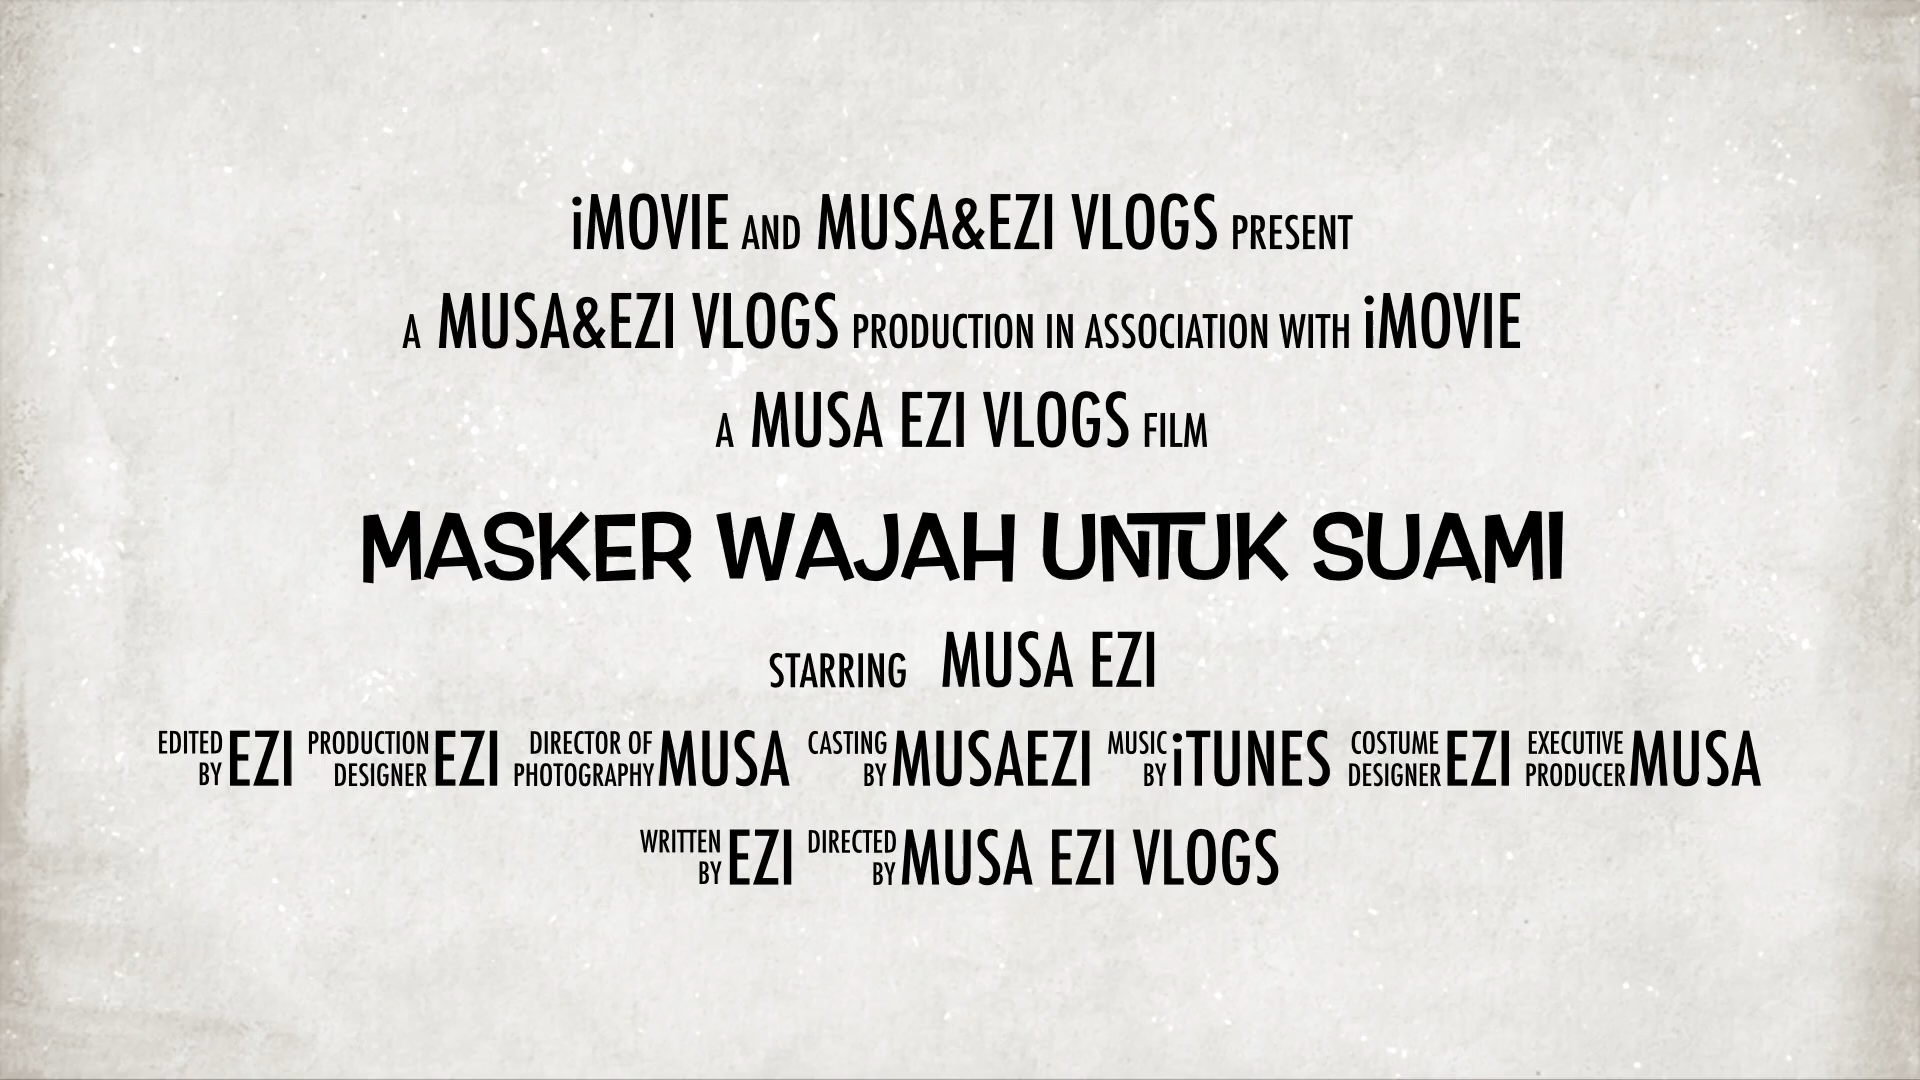 iMOVIE AND MUSA&EZI VLOGS PRESENT
A MUSA&EZI VLOGS PRODUCTION IN ASSOCIATION WITH iMOVIE
A MUSA EZI VLOGS FILM
MASKER WAJAH UNTUK SUAMI
STARRING MUSA EZI
EDITED BY EZI PRODUCTION DESIGNER EZI DIRECTOR OF PHOTOGRAPHY MUSA CASTING BY MUSAEZI MUSIC BY iTUNES COSTUME DESIGNER EZI EXECUTIVE PRODUCER MUSA
WRITTEN BY EZI DIRECTED BY MUSA EZI VLOGS